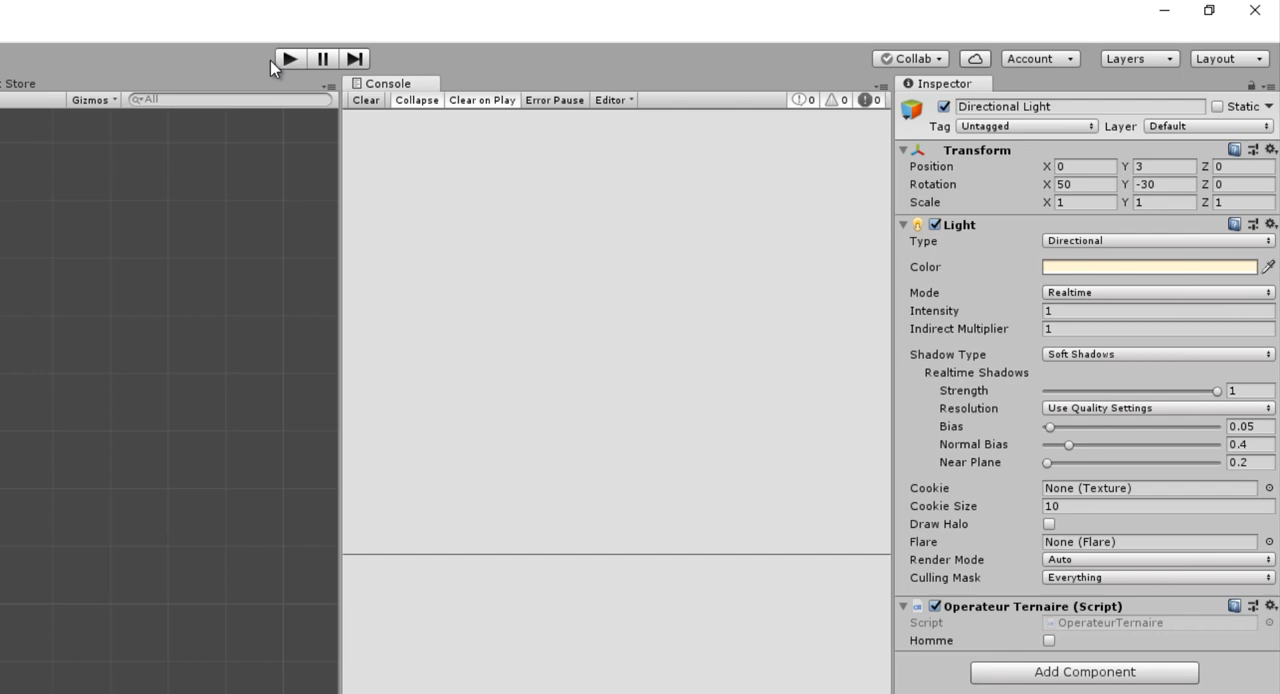 Collab
Account
Layers
Layout
Store
Console
Inspector
Gizmos
All
Clear
Collapse
Clear on Play
Error Pause
Editor
0
0
0
Directional Light
Static
Tag
Untagged
Layer
Default
Transform
Position X 0 Y 3 Z 0
Rotation X 50 Y -30 Z 0
Scale X 1 Y 1 Z 1
Light
Type Directional
Color
Mode Realtime
Intensity 1
Indirect Multiplier 1
Shadow Type Soft Shadows
Realtime Shadows
Strength 1
Resolution Use Quality Settings
Bias 0.05
Normal Bias 0.4
Near Plane 0.2
Cookie None (Texture)
Cookie Size 10
Draw Halo
Flare None (Flare)
Render Mode Auto
Culling Mask Everything
Operateur Ternaire (Script)
Script OperateurTernaire
Homme
Add Component